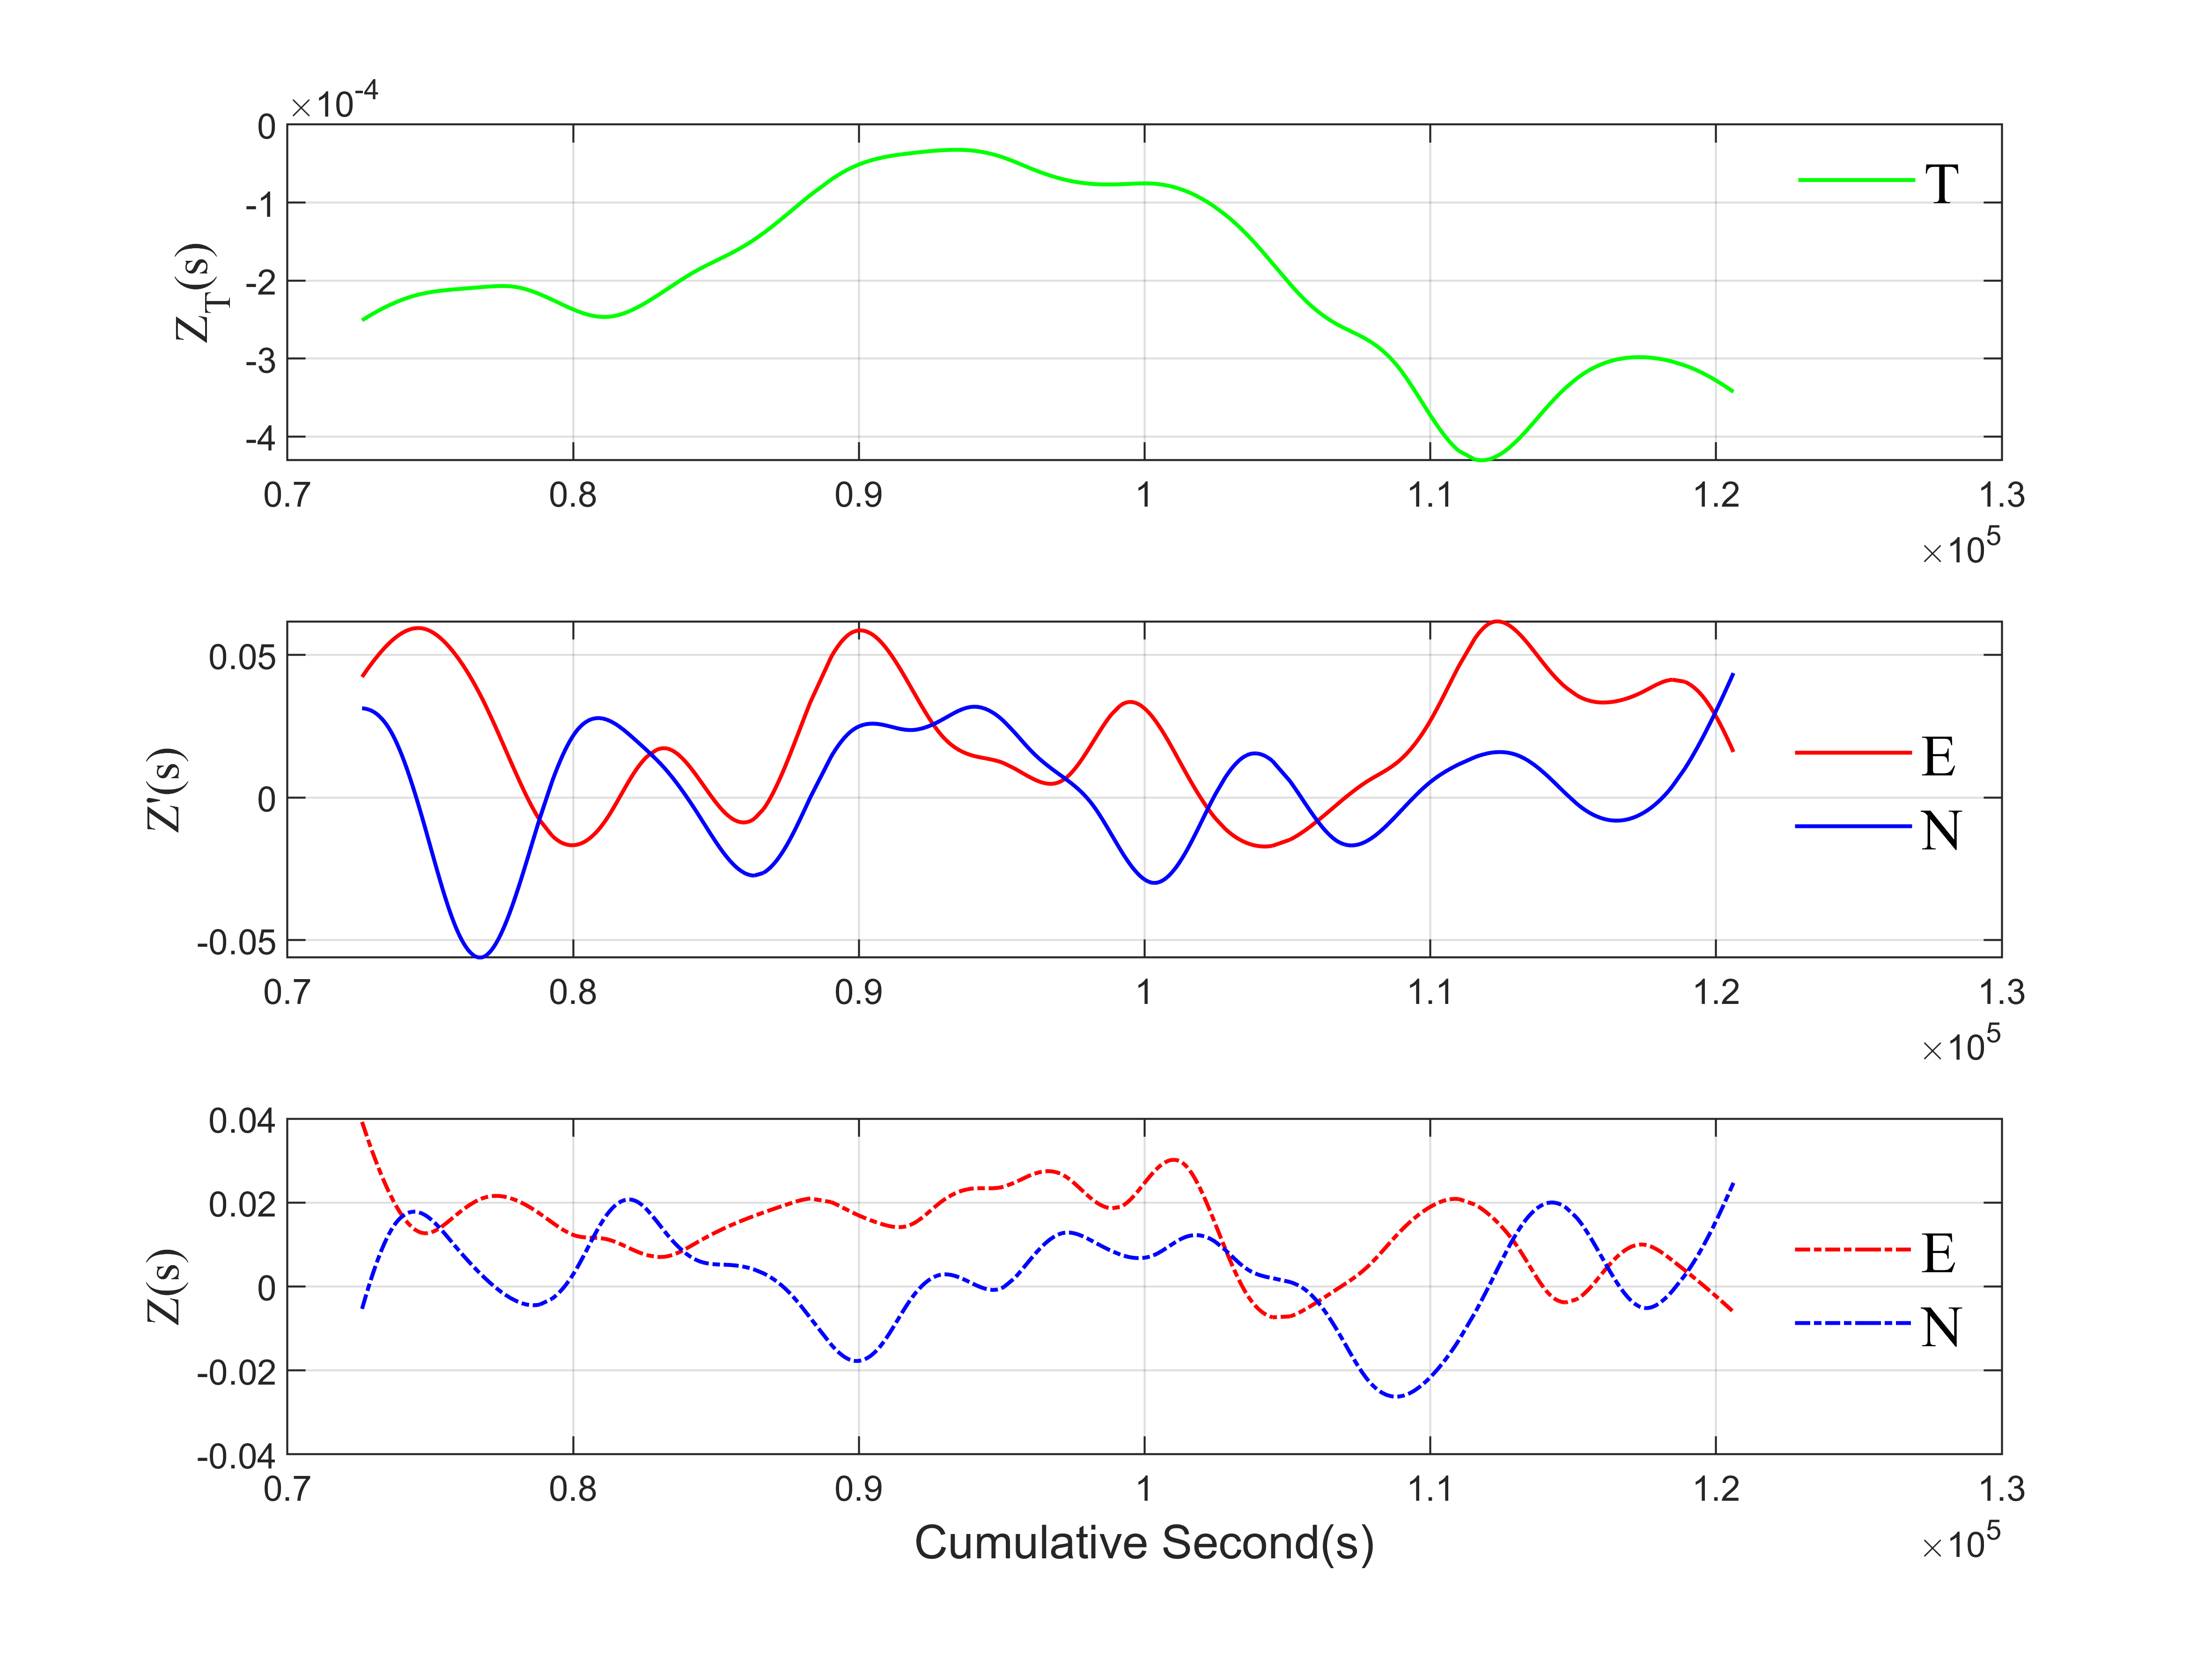 ×10^-4
0
-1
-2
-3
-4
Z_T(s)
T
0.7 0.8 0.9 1 1.1 1.2 1.3
×10^5
0.05
0
-0.05
Z'(s)
E
N
0.7 0.8 0.9 1 1.1 1.2 1.3
×10^5
0.04
0.02
0
-0.02
-0.04
Z(s)
E
N
0.7 0.8 0.9 1 1.1 1.2 1.3
Cumulative Second(s)
×10^5